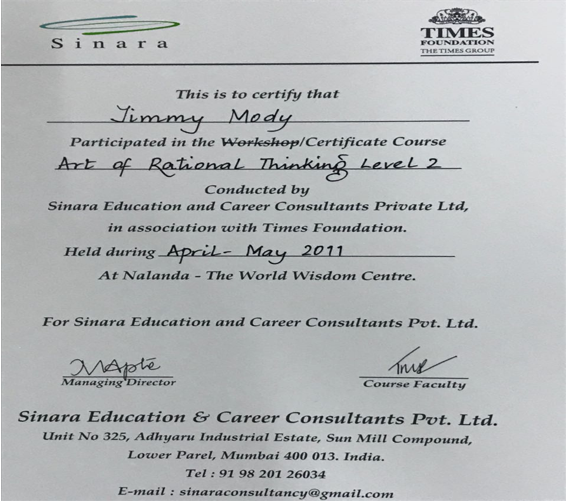 Sinara
TIMES
FOUNDATION
THE TIMES GROUP
This is to certify that
Jimmy Mody
Participated in the Workshop/Certificate Course
Art of Rational Thinking Level 2
Conducted by
Sinara Education and Career Consultants Private Ltd,
in association with Times Foundation.
Held during April - May 2011
At Nalanda - The World Wisdom Centre.
For Sinara Education and Career Consultants Pvt. Ltd.
MApte
Managing Director
Course Faculty
Sinara Education & Career Consultants Pvt. Ltd.
Unit No 325, Adhyaru Industrial Estate, Sun Mill Compound,
Lower Parel, Mumbai 400 013. India.
Tel : 91 98 201 26034
E-mail : sinaraconsultancy@gmail.com